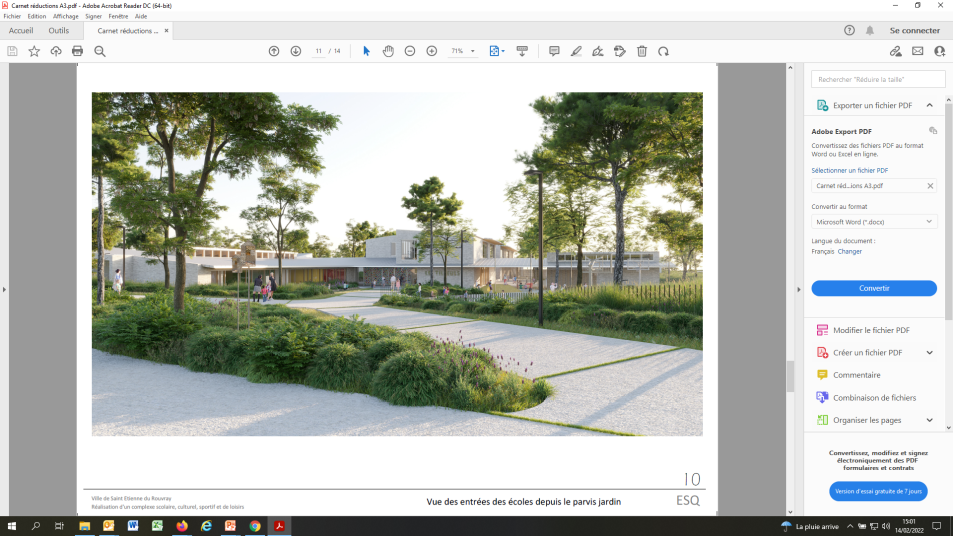 Carnet réductions A3.pdf - Adobe Acrobat Reader DC (64-bit)
Fichier Edition Affichage Signer Fenêtre Aide
Accueil Outils Carnet réductions ... × Se connecter
11 / 14 71%
Rechercher "Réduire la taille"
Exporter un fichier PDF
Adobe Export PDF
Convertissez des fichiers PDF au format
Word ou Excel en ligne.
Sélectionner un fichier PDF
Carnet réd...ions A3.pdf
Convertir au format
Microsoft Word (*.docx)
Langue du document :
Français Changer
Convertir
Modifier le fichier PDF
Créer un fichier PDF
Commentaire
Combinaison de fichiers
Organiser les pages
Convertissez, modifiez et signez
électroniquement des PDF
formulaires et contrats
Version d'essai gratuite de 7 jours
10
Ville de Saint Etienne du Rouvray
Réalisation d'un complexe scolaire, culturel, sportif et de loisirs
Vue des entrées des écoles depuis le parvis jardin
ESQ
La pluie arrive
15:01
14/02/2022